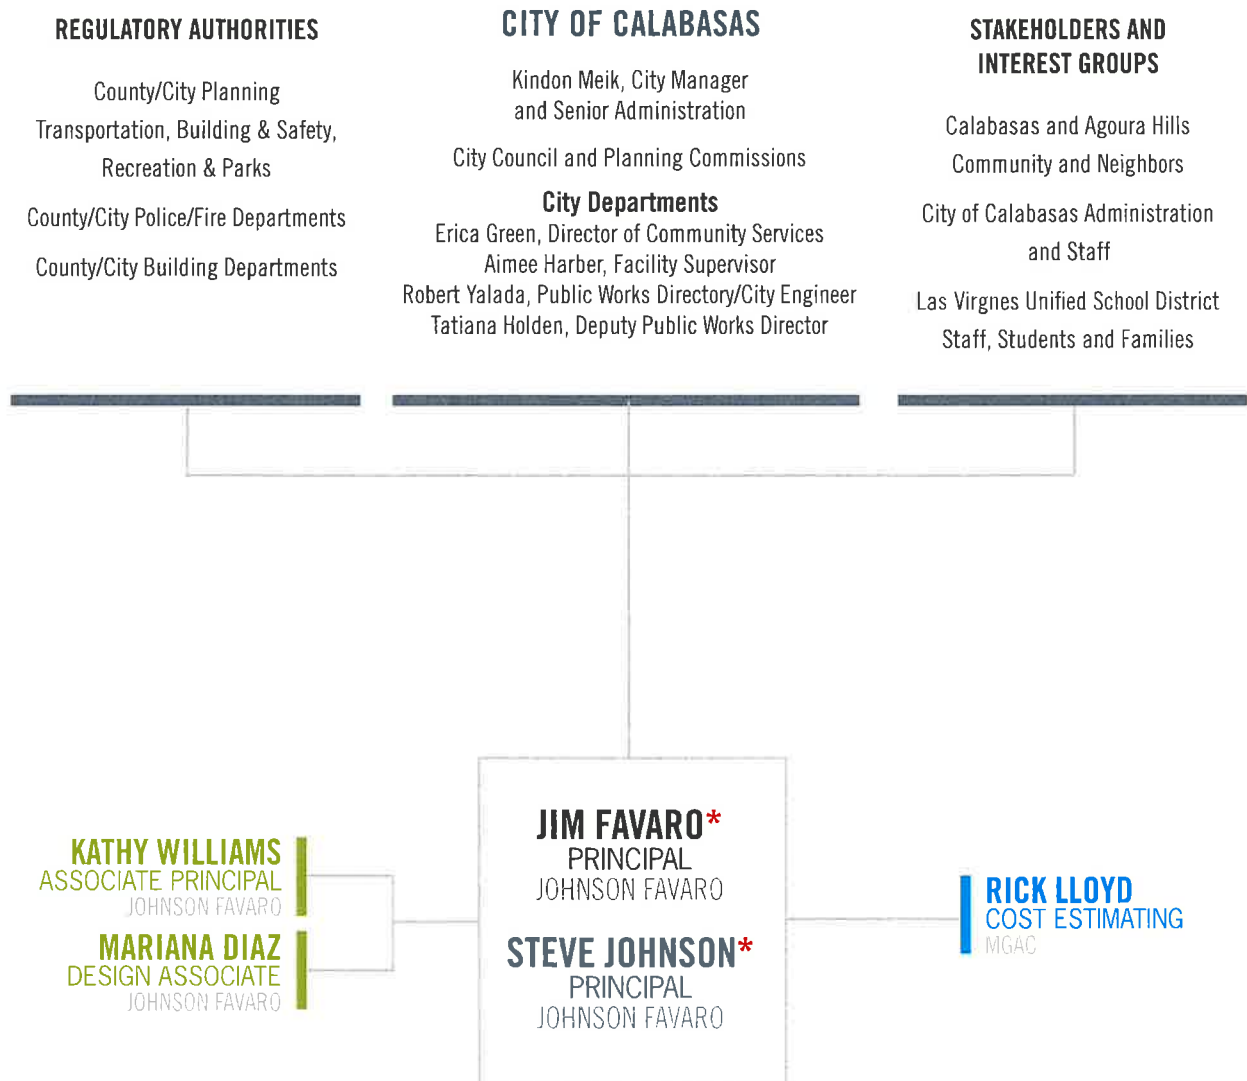 REGULATORY AUTHORITIES
County/City Planning
Transportation, Building & Safety,
Recreation & Parks
County/City Police/Fire Departments
County/City Building Departments
CITY OF CALABASAS
Kindon Meik, City Manager
and Senior Administration
City Council and Planning Commissions
City Departments
Erica Green, Director of Community Services
Aimee Harber, Facility Supervisor
Robert Yalada, Public Works Directory/City Engineer
Tatiana Holden, Deputy Public Works Director
STAKEHOLDERS AND
INTEREST GROUPS
Calabasas and Agoura Hills
Community and Neighbors
City of Calabasas Administration
and Staff
Las Virgnes Unified School District
Staff, Students and Families
KATHY WILLIAMS
ASSOCIATE PRINCIPAL
JOHNSON FAVARO
MARIANA DIAZ
DESIGN ASSOCIATE
JOHNSON FAVARO
JIM FAVARO*
PRINCIPAL
JOHNSON FAVARO
STEVE JOHNSON*
PRINCIPAL
JOHNSON FAVARO
RICK LLOYD
COST ESTIMATING
MGAC